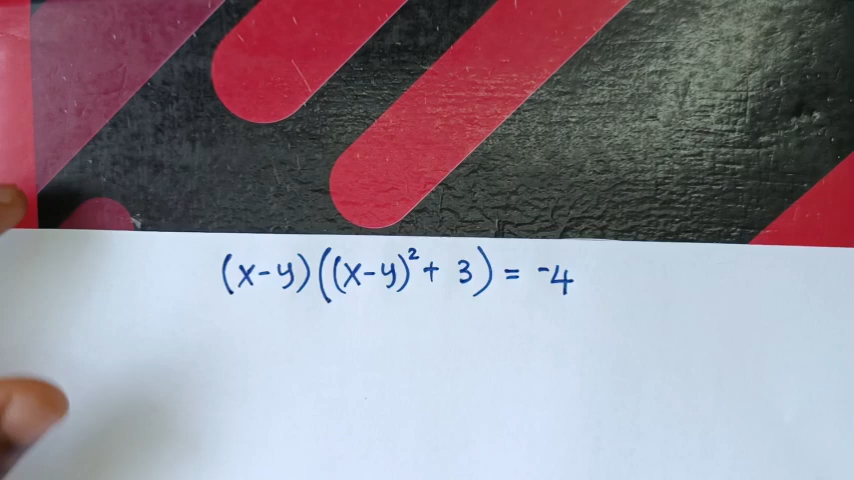 (x-y)((x-y)²+ 3) = -4